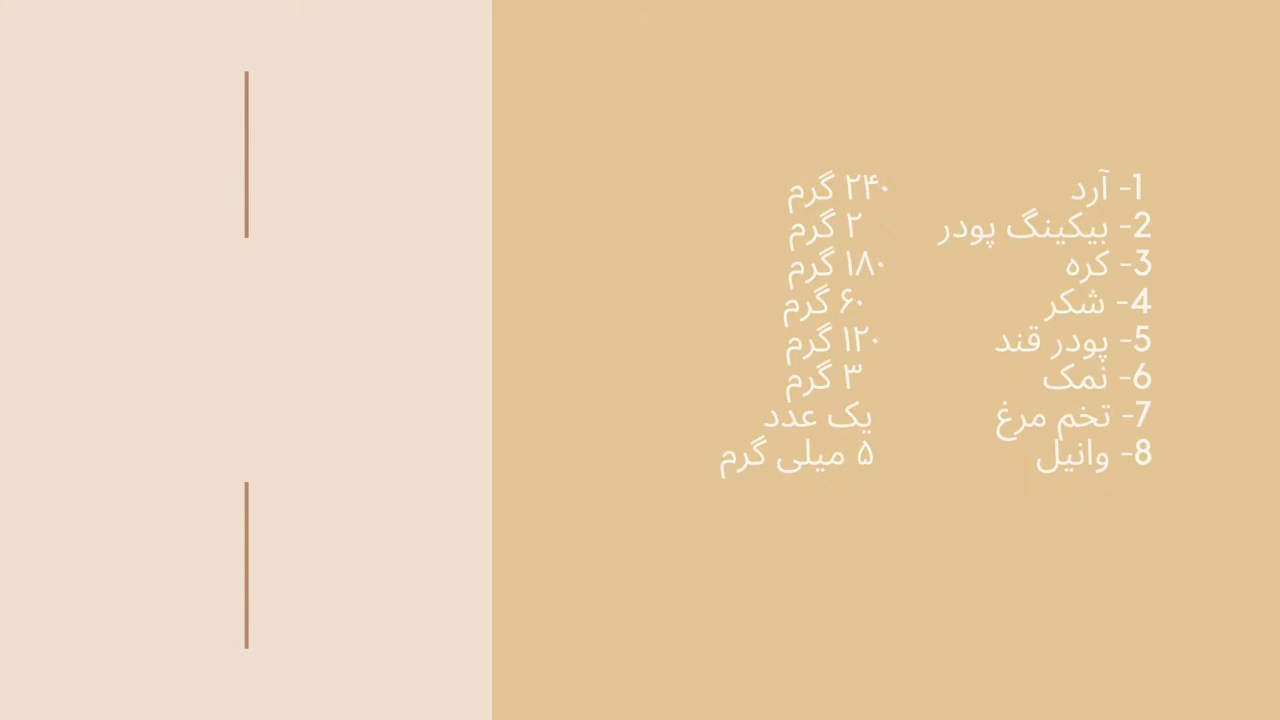 1- آرد ۲۴۰ گرم
2- بیکینگ پودر ۲ گرم
3- کره ۱۸۰ گرم
4- شکر ۶۰ گرم
5- پودر قند ۱۲۰ گرم
6- نمک ۳ گرم
7- تخم مرغ یک عدد
8- وانیل ۵ میلی گرم